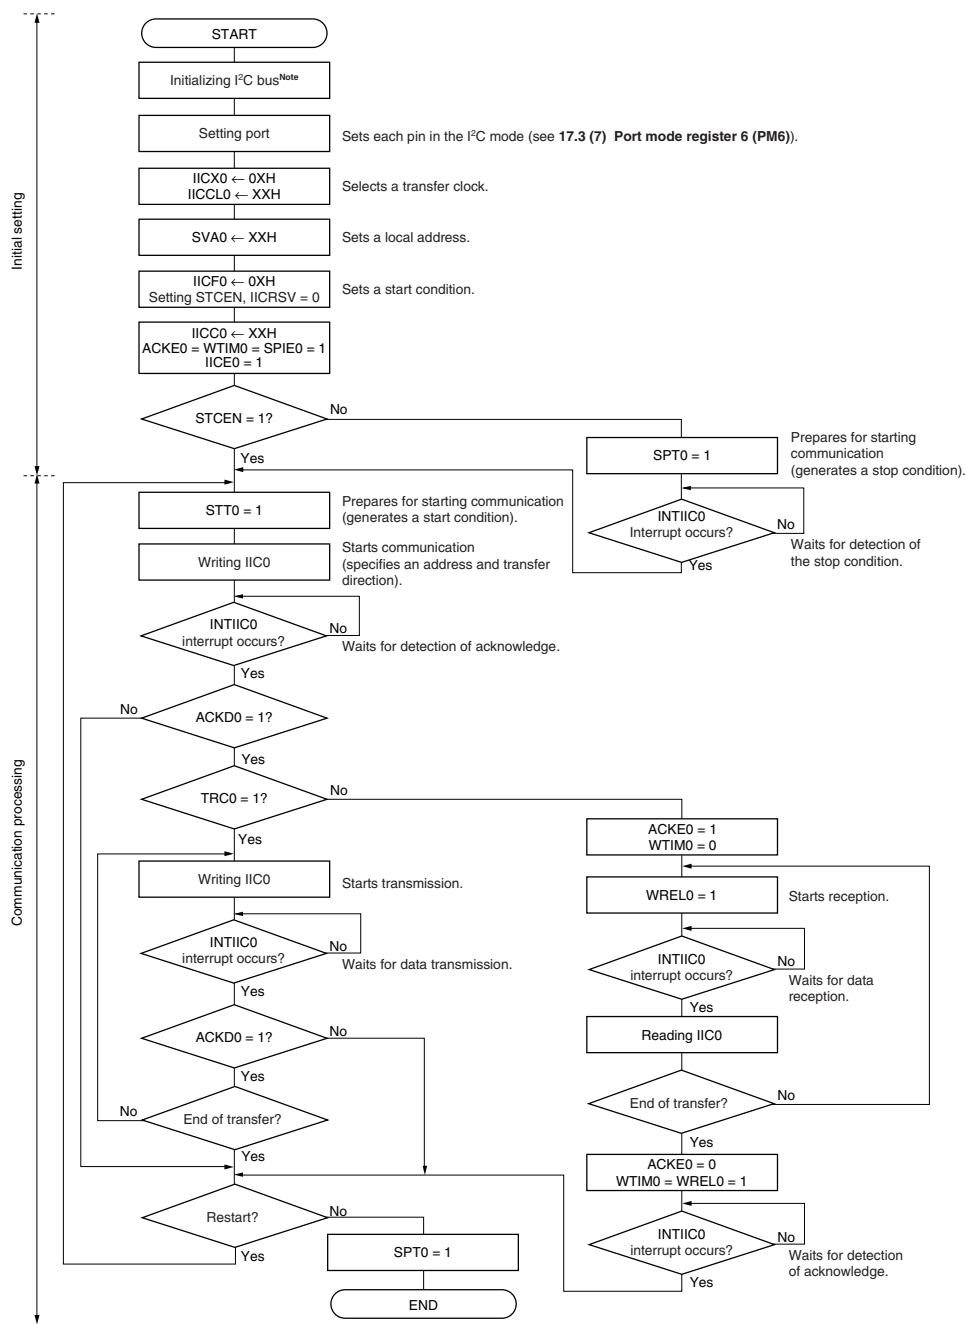 START
Initializing I²C busNote
Setting port
Sets each pin in the I²C mode (see 17.3 (7) Port mode register 6 (PM6)).
IICX0 ← 0XH
IICCL0 ← XXH
Selects a transfer clock.
SVA0 ← XXH
Sets a local address.
IICF0 ← 0XH
Setting STCEN, IICRSV = 0
Sets a start condition.
IICC0 ← XXH
ACKE0 = WTIM0 = SPIE0 = 1
IICE0 = 1
Initial setting
STCEN = 1?
No
Yes
SPT0 = 1
Prepares for starting
communication
(generates a stop condition).
INTIIC0
Interrupt occurs?
No
Waits for detection of
the stop condition.
Yes
STT0 = 1
Prepares for starting communication
(generates a start condition).
Writing IIC0
Starts communication
(specifies an address and transfer
direction).
INTIIC0
interrupt occurs?
No
Waits for detection of acknowledge.
Yes
ACKD0 = 1?
No
Yes
TRC0 = 1?
No
Yes
Communication processing
Writing IIC0
Starts transmission.
INTIIC0
interrupt occurs?
No
Waits for data transmission.
Yes
ACKD0 = 1?
No
Yes
End of transfer?
No
Yes
ACKE0 = 1
WTIM0 = 0
WREL0 = 1
Starts reception.
INTIIC0
interrupt occurs?
No
Waits for data
reception.
Yes
Reading IIC0
End of transfer?
No
Yes
ACKE0 = 0
WTIM0 = WREL0 = 1
INTIIC0
interrupt occurs?
No
Waits for detection
of acknowledge.
Yes
Restart?
No
Yes
SPT0 = 1
END